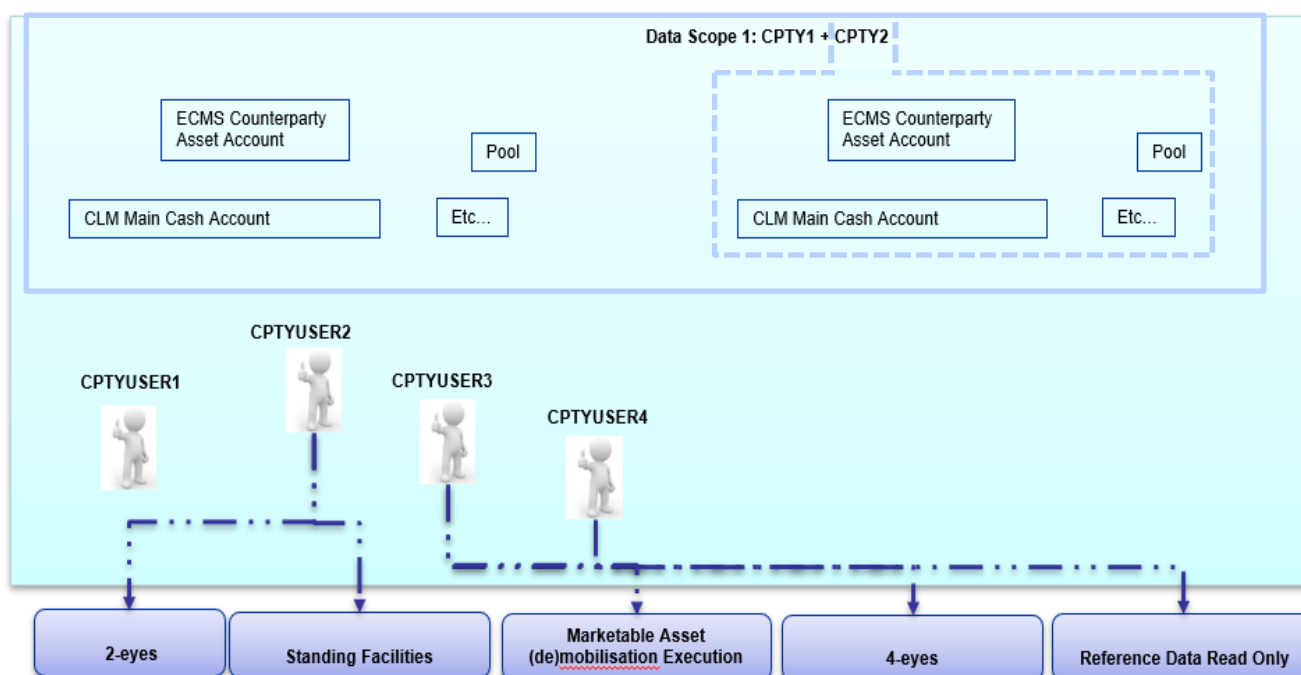 Data Scope 1: CPTY1 + CPTY2
ECMS Counterparty
Asset Account
Pool
CLM Main Cash Account
Etc...
ECMS Counterparty
Asset Account
Pool
CLM Main Cash Account
Etc...
CPTYUSER2
CPTYUSER1
CPTYUSER3
CPTYUSER4
2-eyes
Standing Facilities
Marketable Asset
(de)mobilisation Execution
4-eyes
Reference Data Read Only